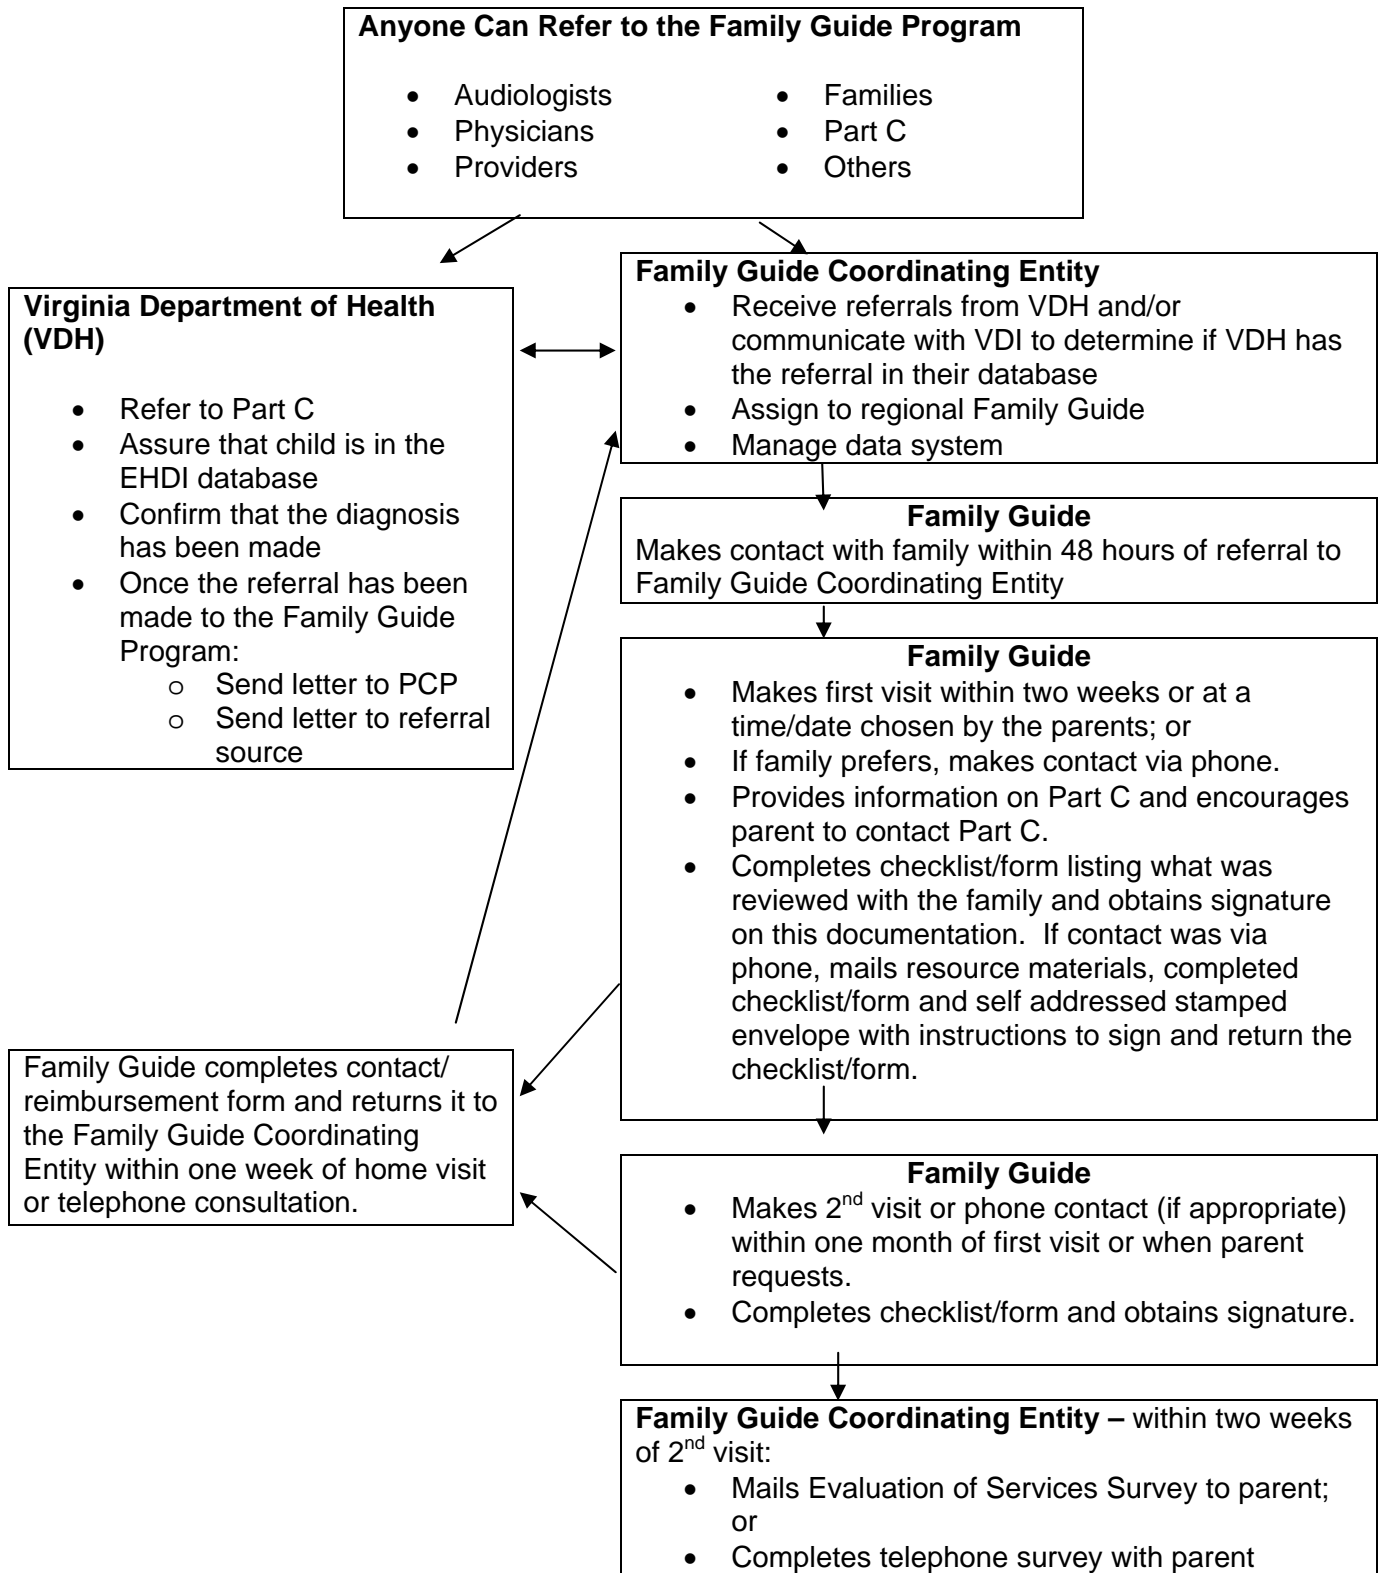 Anyone Can Refer to the Family Guide Program
• Audiologists
• Physicians
• Providers
• Families
• Part C
• Others
Virginia Department of Health
(VDH)
• Refer to Part C
• Assure that child is in the
EHDI database
• Confirm that the diagnosis
has been made
• Once the referral has been
made to the Family Guide
Program:
o Send letter to PCP
o Send letter to referral
source
Family Guide Coordinating Entity
• Receive referrals from VDH and/or
communicate with VDI to determine if VDH has
the referral in their database
• Assign to regional Family Guide
• Manage data system
Family Guide
Makes contact with family within 48 hours of referral to
Family Guide Coordinating Entity
Family Guide
• Makes first visit within two weeks or at a
time/date chosen by the parents; or
• If family prefers, makes contact via phone.
• Provides information on Part C and encourages
parent to contact Part C.
• Completes checklist/form listing what was
reviewed with the family and obtains signature
on this documentation.  If contact was via
phone, mails resource materials, completed
checklist/form and self addressed stamped
envelope with instructions to sign and return the
checklist/form.
Family Guide completes contact/
reimbursement form and returns it to
the Family Guide Coordinating
Entity within one week of home visit
or telephone consultation.
Family Guide
• Makes 2nd visit or phone contact (if appropriate)
within one month of first visit or when parent
requests.
• Completes checklist/form and obtains signature.
Family Guide Coordinating Entity – within two weeks
of 2nd visit:
• Mails Evaluation of Services Survey to parent;
or
• Completes telephone survey with parent